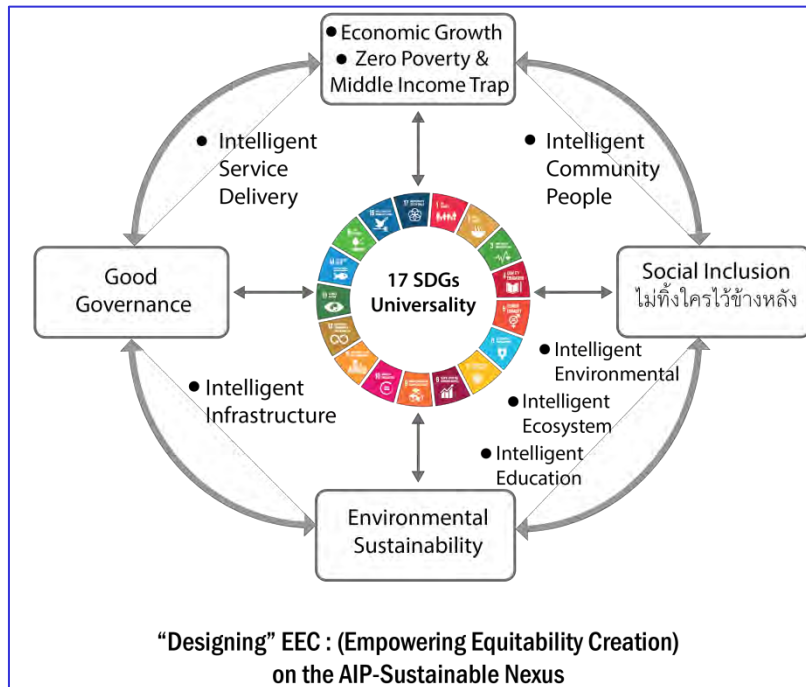 ● Economic Growth
● Zero Poverty &
Middle Income Trap
● Intelligent
Service
Delivery
● Intelligent
Community
People
Good
Governance
17 SDGs
Universality
Social Inclusion
ไม่ทิ้งใครไว้ข้างหลัง
● Intelligent
Infrastructure
● Intelligent
Environmental
● Intelligent
Ecosystem
● Intelligent
Education
Environmental
Sustainability
“Designing” EEC : (Empowering Equitability Creation)
on the AIP-Sustainable Nexus